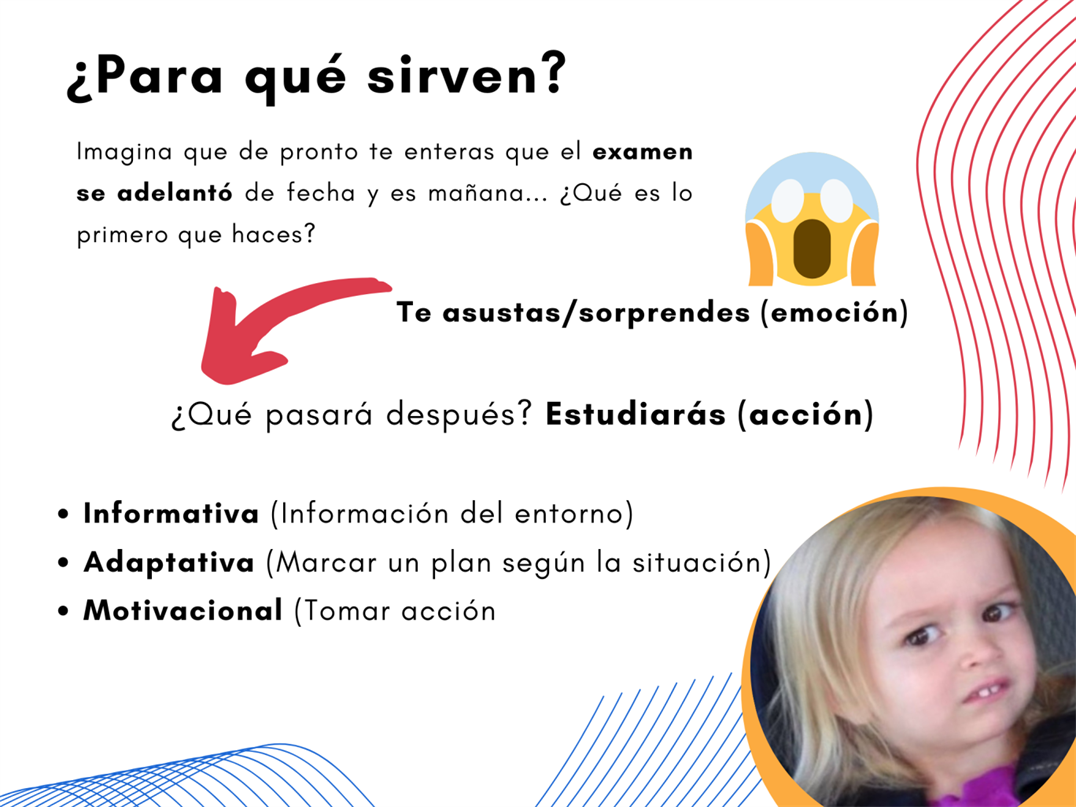 ¿Para qué sirven?
Imagina que de pronto te enteras que el examen
se adelantó de fecha y es mañana... ¿Qué es lo
primero que haces?
Te asustas/sorprendes (emoción)
¿Qué pasará después? Estudiarás (acción)
• Informativa (Información del entorno)
• Adaptativa (Marcar un plan según la situación)
• Motivacional (Tomar acción